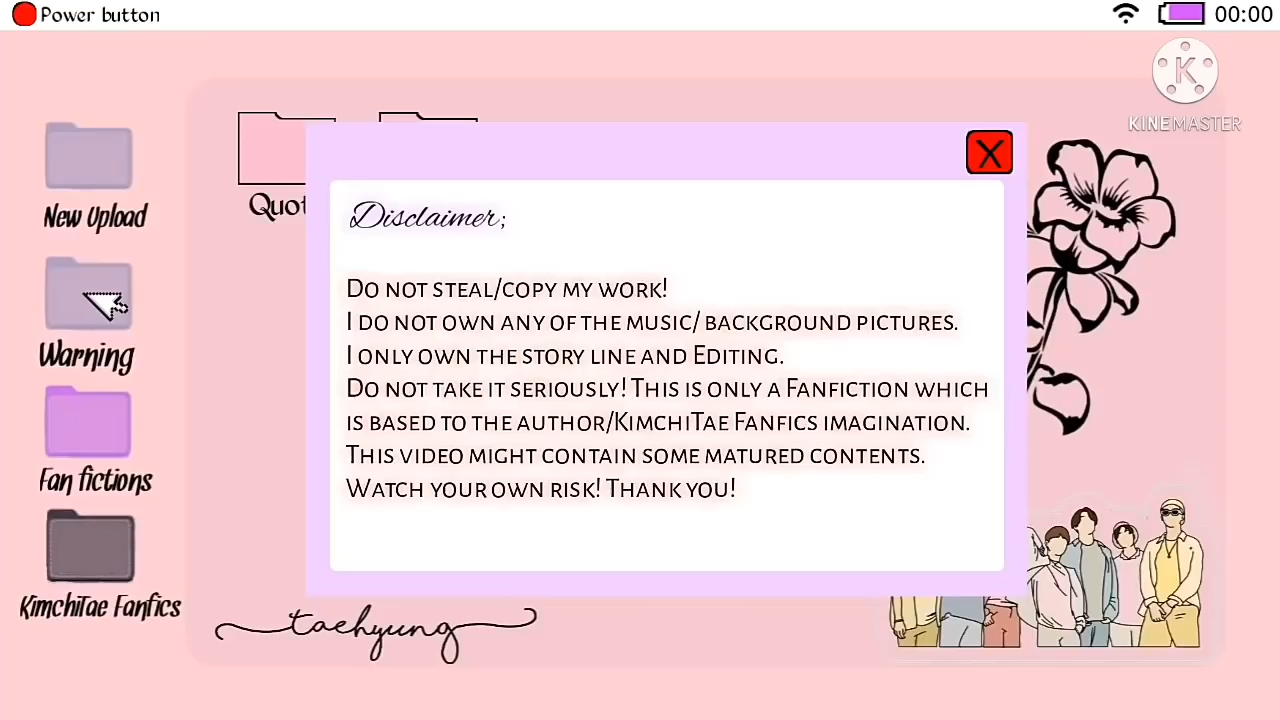 Power button
00:00
KINEMASTER
New Upload
Warning
Fan fictions
KimchiTae Fanfics
Disclaimer;
Do not steal/copy my work!
I do not own any of the music/ background pictures.
I only own the story line and Editing.
Do not take it seriously! This is only a Fanfiction which
is based to the author/KimchiTae Fanfics imagination.
This video might contain some matured contents.
Watch your own risk! Thank you!
taehyung